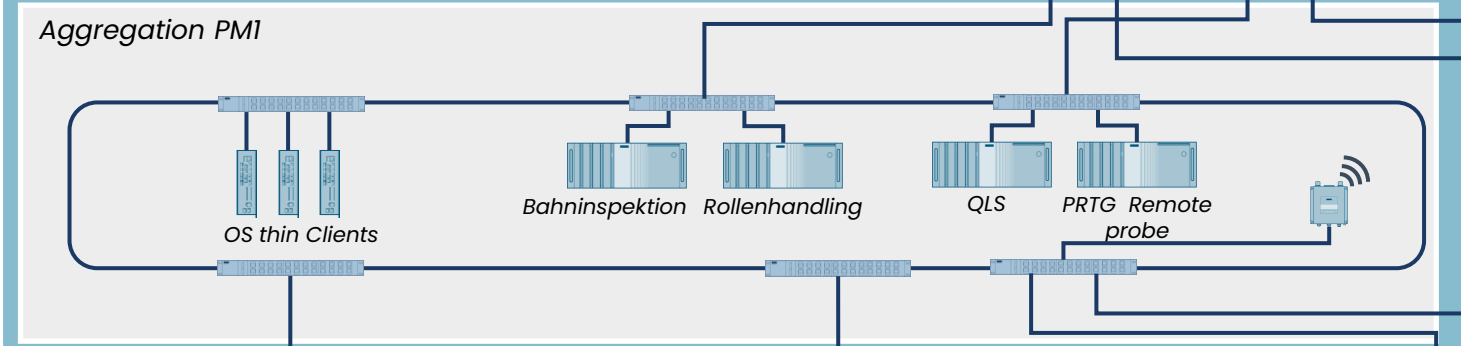 Aggregation PM1
Bahninspektion
Rollenhandling
QLS
PRTG Remote
probe
OS thin Clients